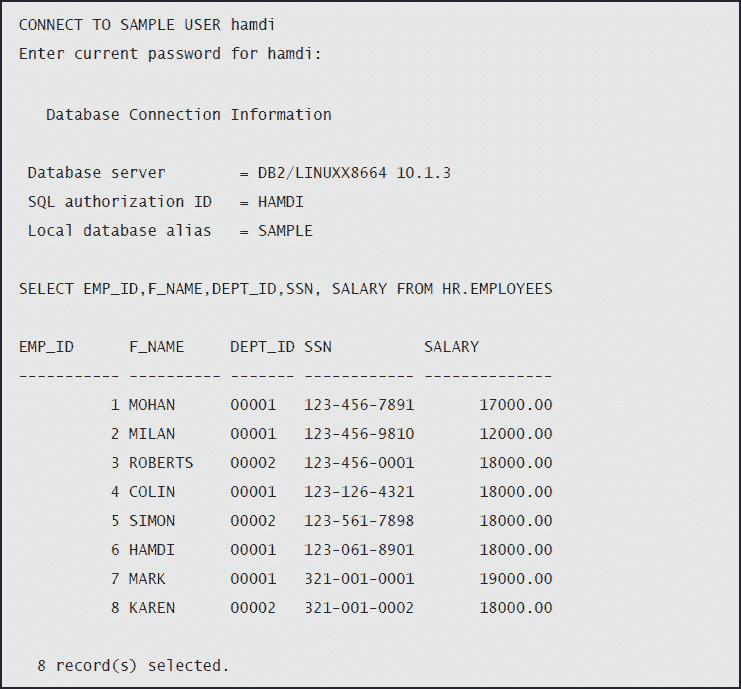 CONNECT TO SAMPLE USER hamdi
Enter current password for hamdi:
Database Connection Information
Database server = DB2/LINUXX8664 10.1.3
SQL authorization ID = HAMDI
Local database alias = SAMPLE
SELECT EMP_ID,F_NAME,DEPT_ID,SSN, SALARY FROM HR.EMPLOYEES
EMP_ID F_NAME DEPT_ID SSN SALARY
----------- ---------- ------- ------------ --------------
1 MOHAN 00001 123-456-7891 17000.00
2 MILAN 00001 123-456-9810 12000.00
3 ROBERTS 00002 123-456-0001 18000.00
4 COLIN 00001 123-126-4321 18000.00
5 SIMON 00002 123-561-7898 18000.00
6 HAMDI 00001 123-061-8901 18000.00
7 MARK 00001 321-001-0001 19000.00
8 KAREN 00002 321-001-0002 18000.00
8 record(s) selected.